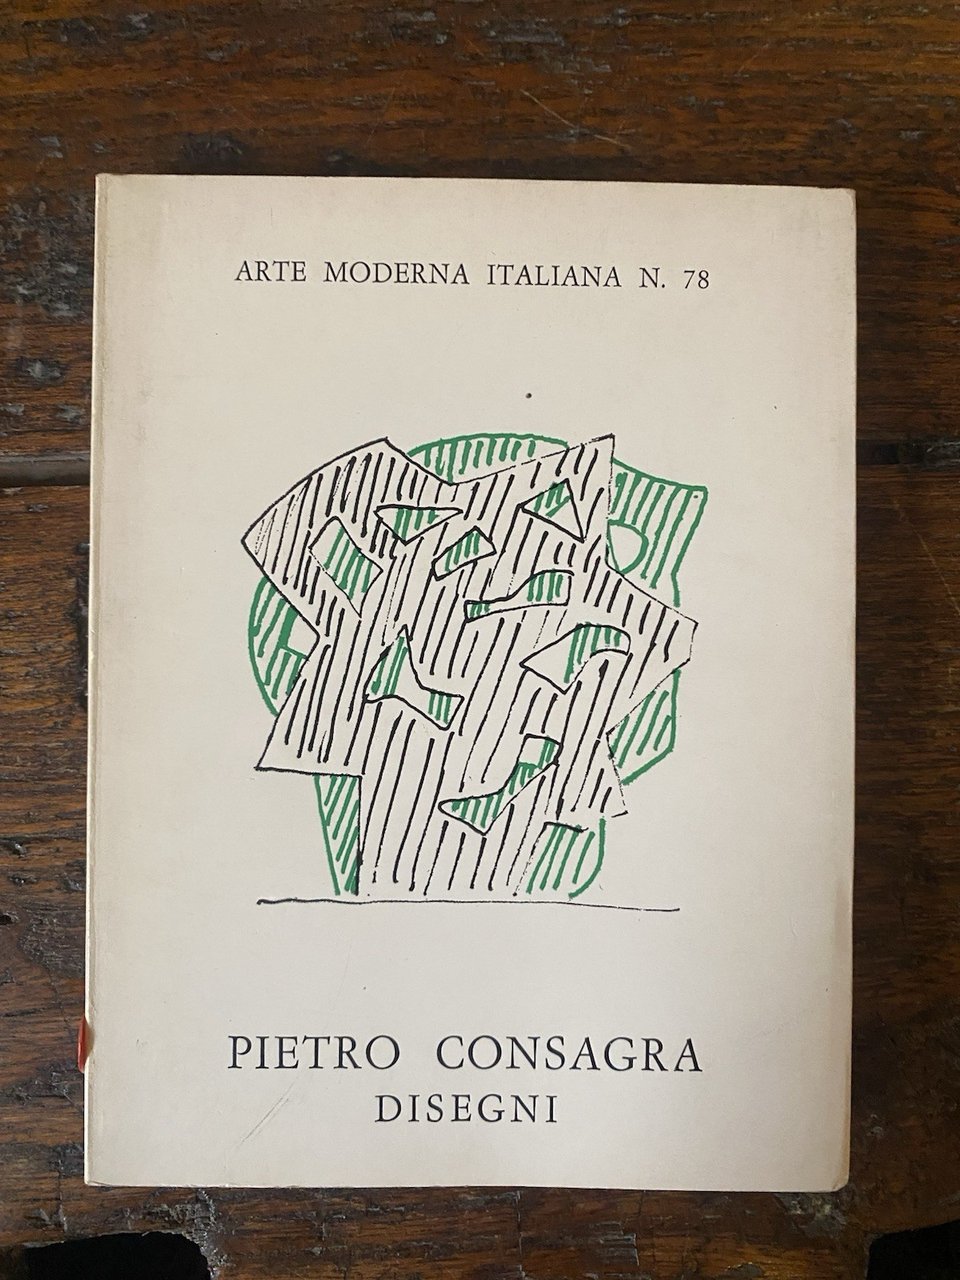 ARTE MODERNA ITALIANA N. 78
PIETRO CONSAGRA
DISEGNI